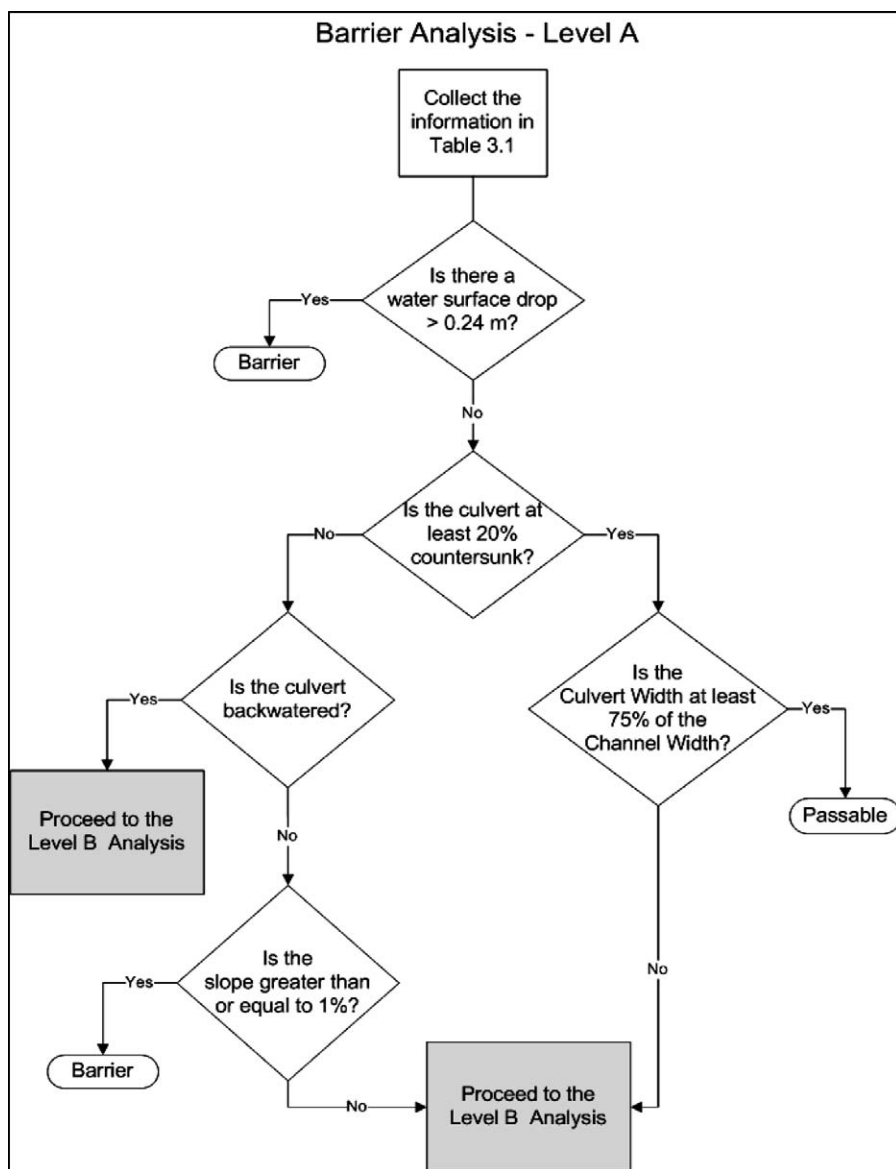 Barrier Analysis - Level A
Collect the
information in
Table 3.1
Is there a
water surface drop
> 0.24 m?
Yes
Barrier
No
Is the culvert at
least 20%
countersunk?
No
Yes
Is the culvert
backwatered?
Is the
Culvert Width at least
75% of the
Channel Width?
Yes
Yes
Proceed to the
Level B Analysis
Passable
No
Is the
slope greater than
or equal to 1%?
Yes
No
Barrier
No
Proceed to the
Level B Analysis